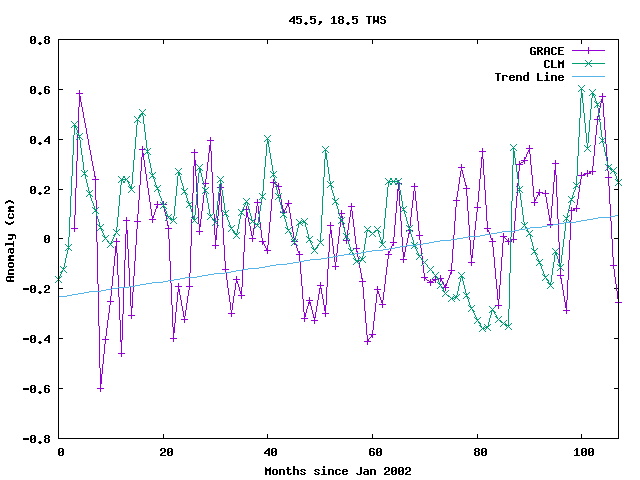 45.5, 18.5 TWS
GRACE
CLM
Trend Line
0.8
0.6
0.4
0.2
0
-0.2
-0.4
-0.6
-0.8
Anomaly (cm)
0 20 40 60 80 100
Months since Jan 2002